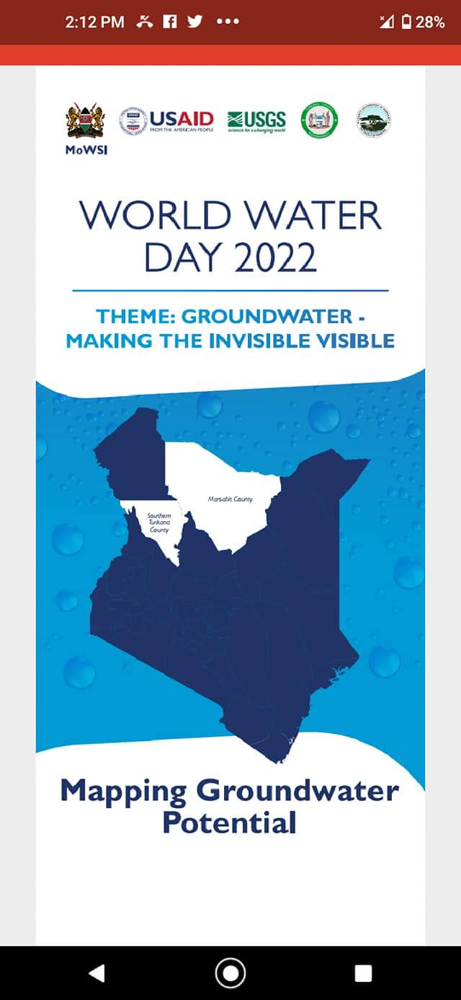 2:12 PM
28%
USAID
FROM THE AMERICAN PEOPLE
USGS
science for a changing world
MoWSI
WORLD WATER
DAY 2022
THEME: GROUNDWATER -
MAKING THE INVISIBLE VISIBLE
Marsabit County
Southern
Turkana
County
Mapping Groundwater
Potential